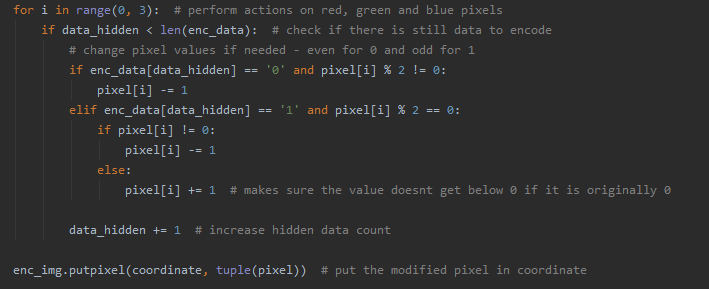 for i in range(0, 3):  # perform actions on red, green and blue pixels
    if data_hidden < len(enc_data):  # check if there is still data to encode
        # change pixel values if needed - even for 0 and odd for 1
        if enc_data[data_hidden] == '0' and pixel[i] % 2 != 0:
            pixel[i] -= 1
        elif enc_data[data_hidden] == '1' and pixel[i] % 2 == 0:
            if pixel[i] != 0:
                pixel[i] -= 1
            else:
                pixel[i] += 1  # makes sure the value doesnt get below 0 if it is originally 0

        data_hidden += 1  # increase hidden data count

enc_img.putpixel(coordinate, tuple(pixel))  # put the modified pixel in coordinate